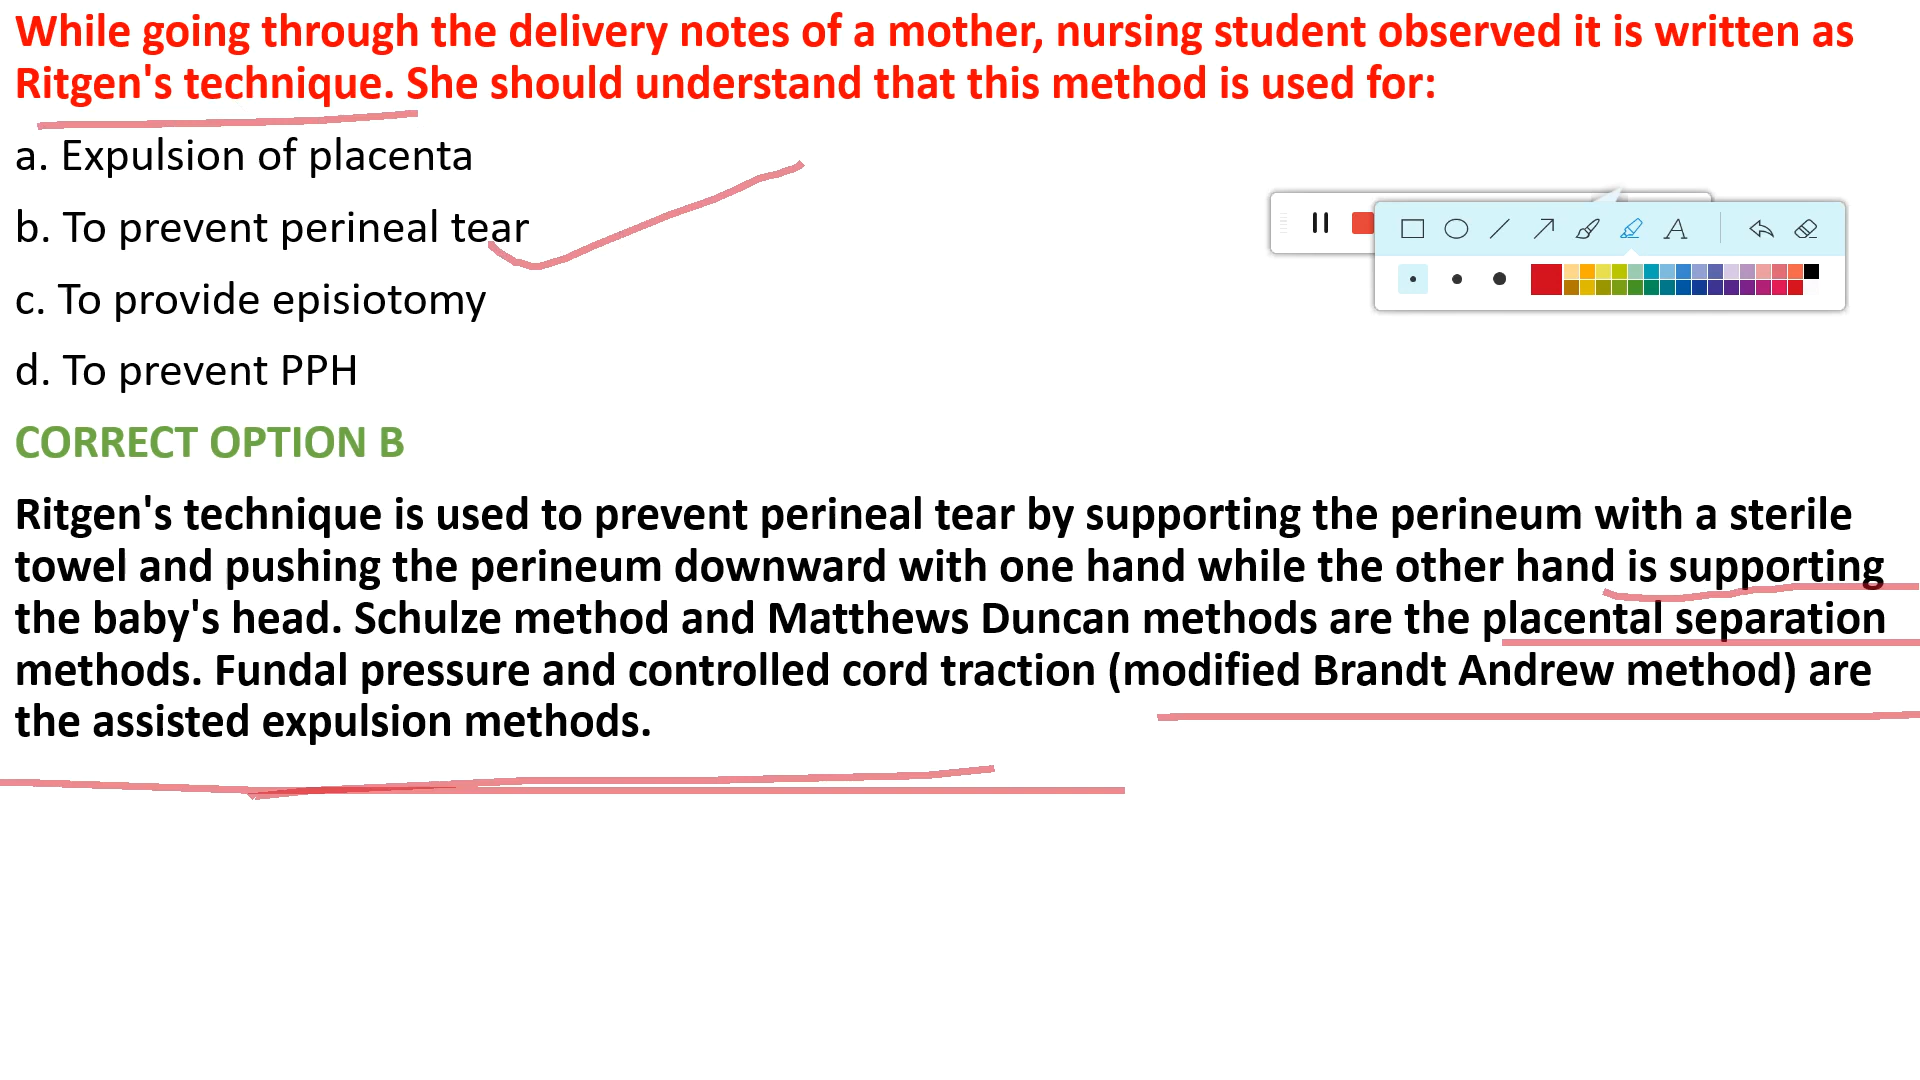 While going through the delivery notes of a mother, nursing student observed it is written as
Ritgen's technique. She should understand that this method is used for:
a. Expulsion of placenta
b. To prevent perineal tear
c. To provide episiotomy
d. To prevent PPH
CORRECT OPTION B
Ritgen's technique is used to prevent perineal tear by supporting the perineum with a sterile
towel and pushing the perineum downward with one hand while the other hand is supporting
the baby's head. Schulze method and Matthews Duncan methods are the placental separation
methods. Fundal pressure and controlled cord traction (modified Brandt Andrew method) are
the assisted expulsion methods.